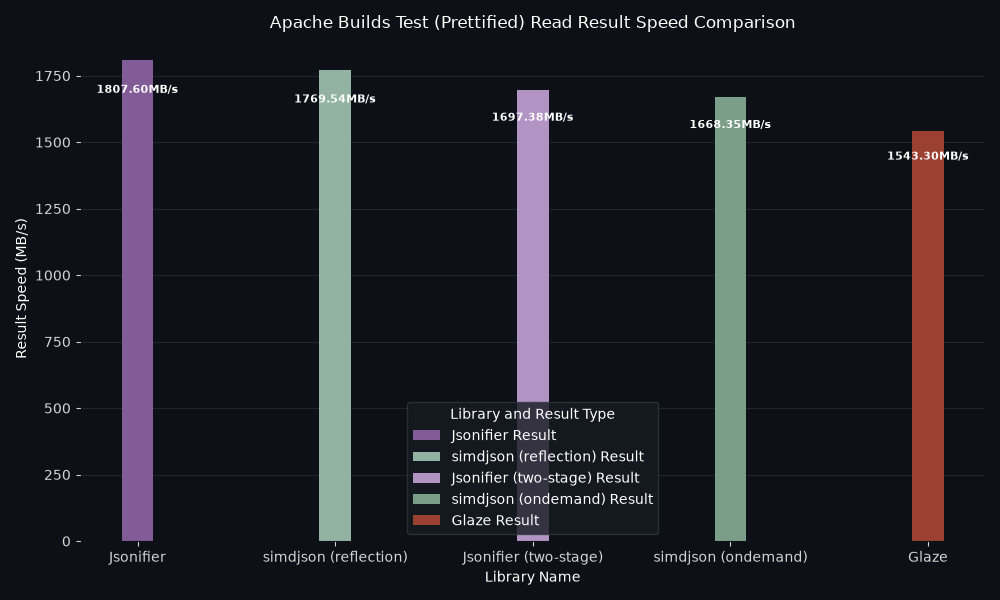 Apache Builds Test (Prettified) Read Result Speed Comparison
Result Speed (MB/s)
1750
1500
1250
1000
750
500
250
0
1807.60MB/s
1769.54MB/s
1697.38MB/s
1668.35MB/s
1543.30MB/s
Library and Result Type
Jsonifier Result
simdjson (reflection) Result
Jsonifier (two-stage) Result
simdjson (ondemand) Result
Glaze Result
Jsonifier
simdjson (reflection)
Jsonifier (two-stage)
simdjson (ondemand)
Glaze
Library Name